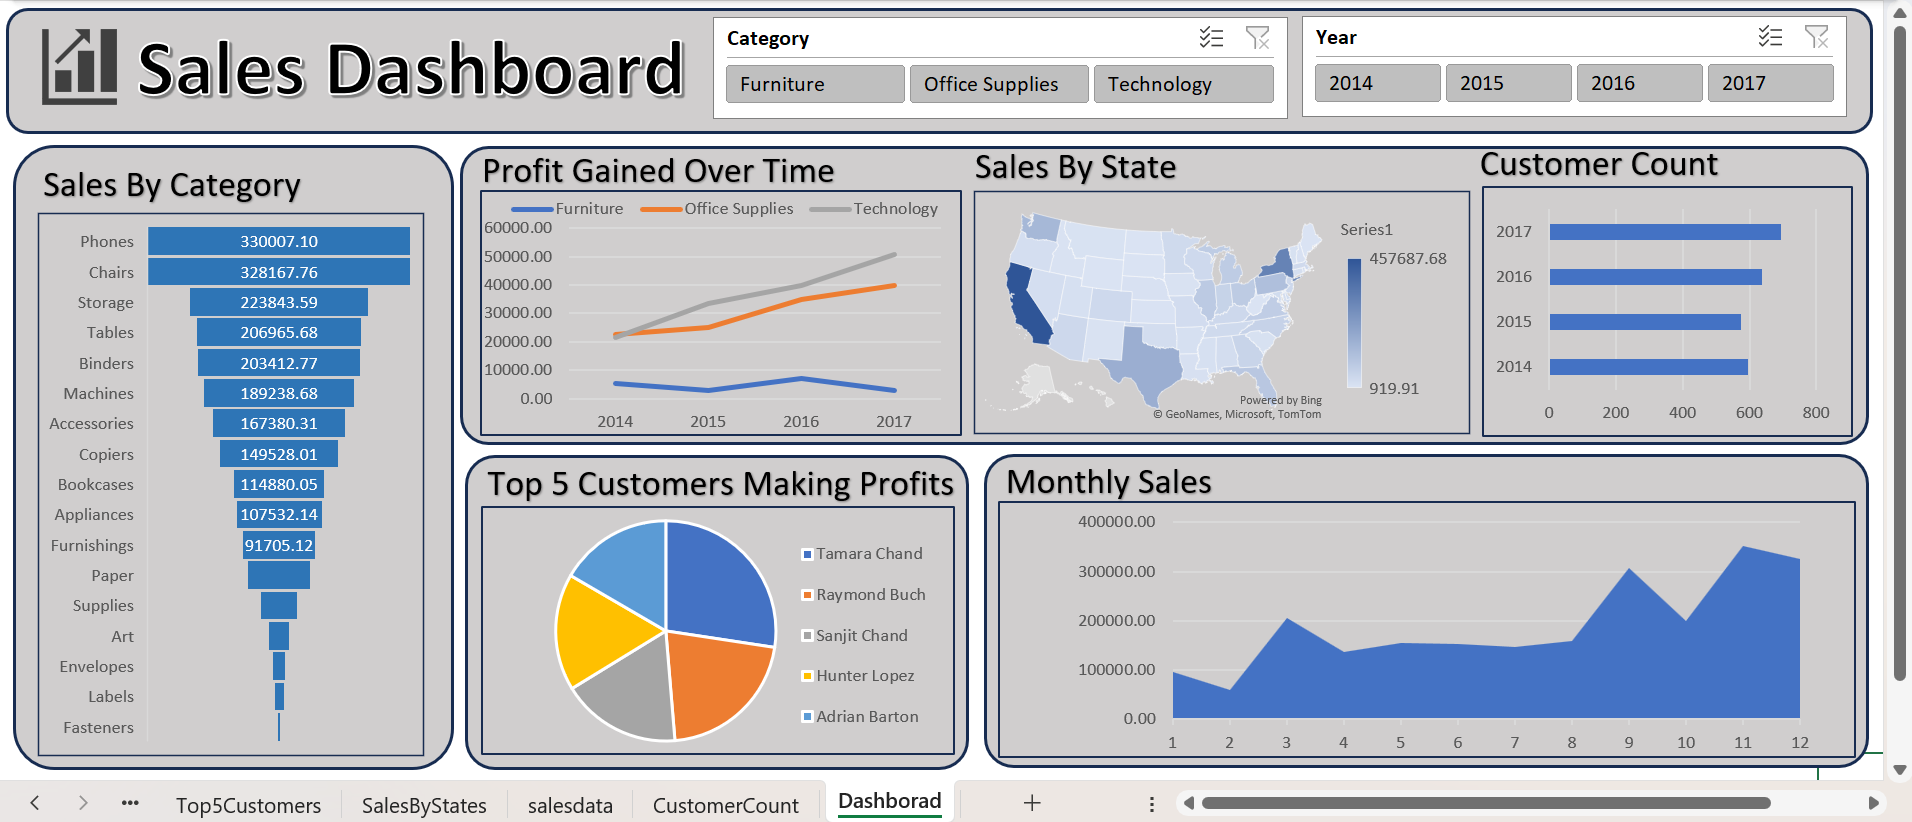 Sales Dashboard
Category
Furniture
Office Supplies
Technology
Year
2014
2015
2016
2017
Sales By Category
Phones 330007.10
Chairs 328167.76
Storage 223843.59
Tables 206965.68
Binders 203412.77
Machines 189238.68
Accessories 167380.31
Copiers 149528.01
Bookcases 114880.05
Appliances 107532.14
Furnishings 91705.12
Paper
Supplies
Art
Envelopes
Labels
Fasteners
Profit Gained Over Time
Furniture Office Supplies Technology
60000.00
50000.00
40000.00
30000.00
20000.00
10000.00
0.00
2014 2015 2016 2017
Sales By State
Series1
457687.68
919.91
Powered by Bing
© GeoNames, Microsoft, TomTom
Customer Count
2017
2016
2015
2014
0 200 400 600 800
Top 5 Customers Making Profits
Tamara Chand
Raymond Buch
Sanjit Chand
Hunter Lopez
Adrian Barton
Monthly Sales
400000.00
300000.00
200000.00
100000.00
0.00
1 2 3 4 5 6 7 8 9 10 11 12
Top5Customers SalesByStates salesdata CustomerCount Dashborad